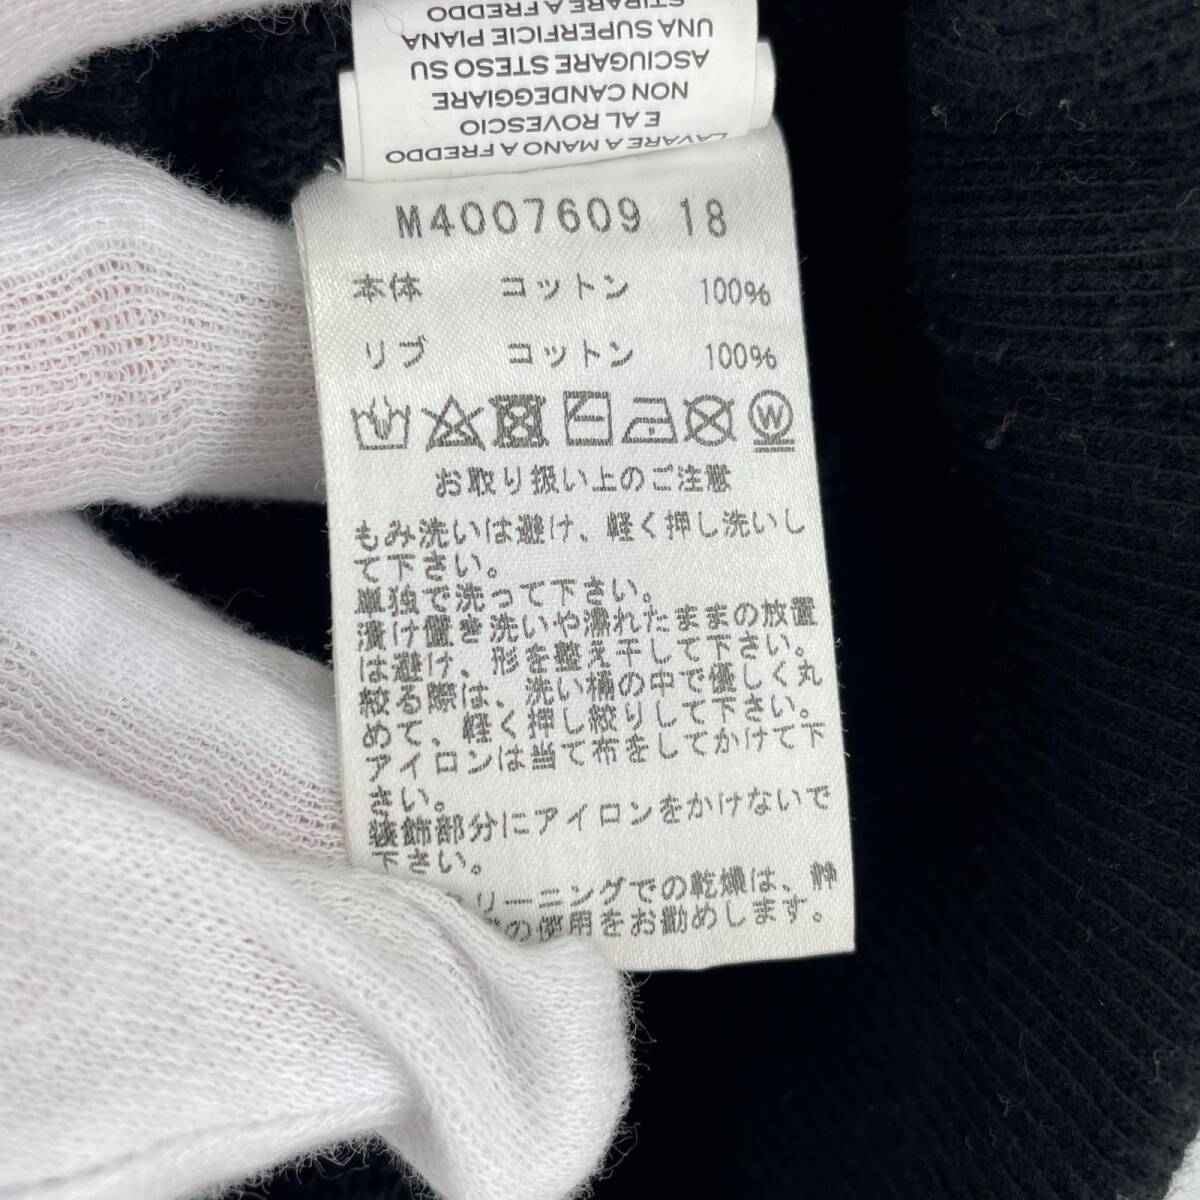 STIRARE A FREDDO
UNA SUPERFICIE PIANA
ASCIUGARE STESO SU
NON CANDEGGIARE
E AL ROVESCIO
LAVARE A MANO A FREDDO
M4007609 18
本体 コットン 100%
リブ コットン 100%
W
お取り扱い上のご注意
もみ洗いは避け、軽く押し洗いし
て下さい。
単独で洗って下さい。
漬け置き洗いや濡れたままの放置
は避け、形を整え干して下さい。
絞る際は、洗い桶の中で優しく丸
めて、軽く押し絞りして下さい。
アイロンは当て布をしてかけて下
さい。
装飾部分にアイロンをかけないで
下さい。
リーニングでの乾燥は、静
の使用をお勧めします。